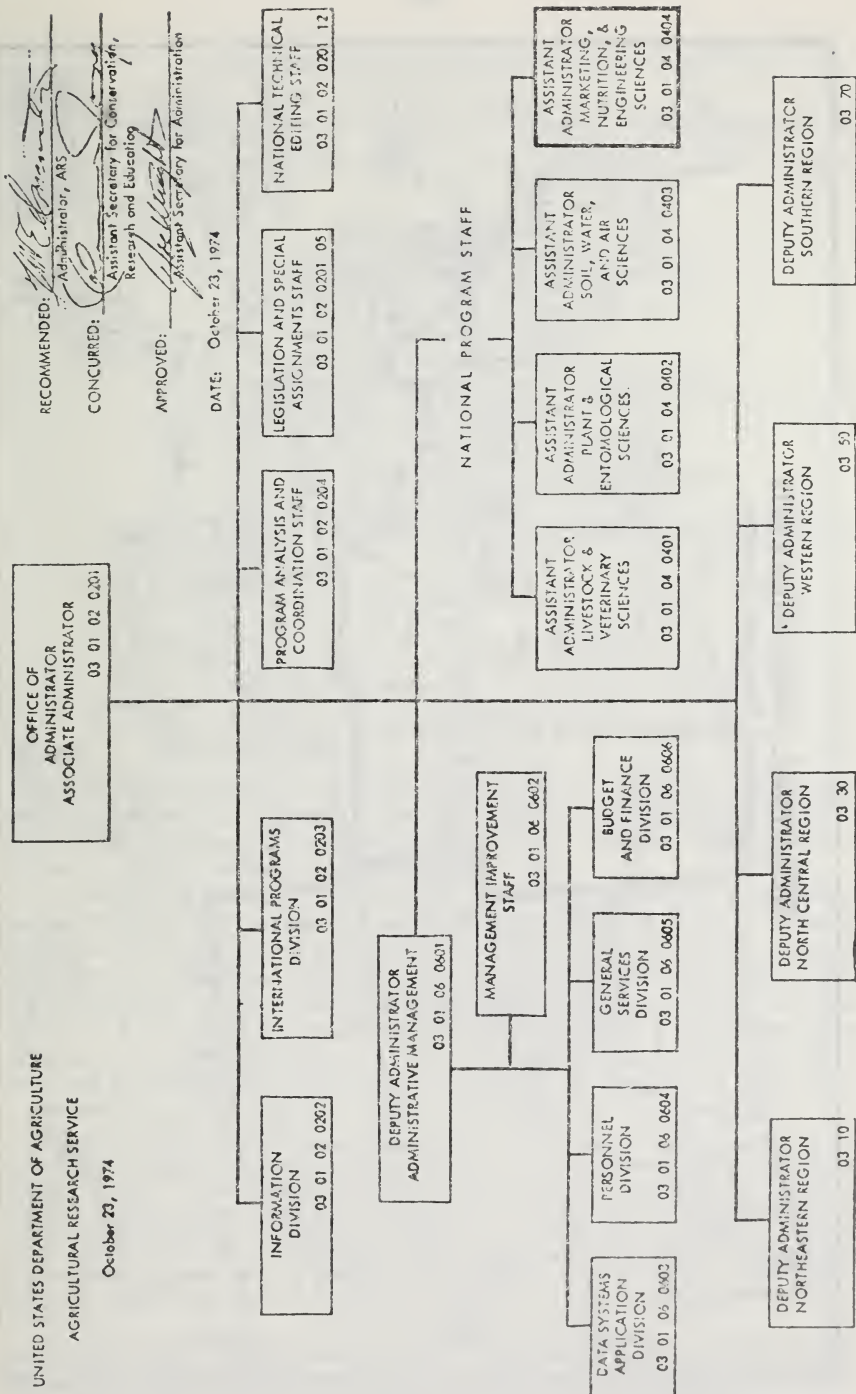 UNITED STATES DEPARTMENT OF AGRICULTURE
AGRICULTURAL RESEARCH SERVICE
October 23, 1974
OFFICE OF
ADMINISTRATOR
ASSOCIATE ADMINISTRATOR
03 01 02 0201
RECOMMENDED:
Administrator, ARS
CONCURRED:
Assistant Secretary for Conservation,
Research and Education
APPROVED:
Assistant Secretary for Administration
DATE: October 23, 1974
INFORMATION
DIVISION
03 01 02 0202
INTERNATIONAL PROGRAMS
DIVISION
03 01 02 0203
PROGRAM ANALYSIS AND
COORDINATION STAFF
03 01 02 0204
LEGISLATION AND SPECIAL
ASSIGNMENTS STAFF
03 01 02 0201 05
NATIONAL TECHNICAL
EDITING STAFF
03 01 02 0201 12
DEPUTY ADMINISTRATOR
ADMINISTRATIVE MANAGEMENT
03 01 06 0601
MANAGEMENT IMPROVEMENT
STAFF
03 01 06 0602
DATA SYSTEMS
APPLICATION
DIVISION
03 01 06 0603
PERSONNEL
DIVISION
03 01 06 0604
GENERAL
SERVICES
DIVISION
03 01 06 0605
BUDGET
AND FINANCE
DIVISION
03 01 06 0606
NATIONAL PROGRAM STAFF
ASSISTANT
ADMINISTRATOR
LIVESTOCK &
VETERINARY
SCIENCES
03 01 04 0401
ASSISTANT
ADMINISTRATOR
PLANT &
ENTOMOLOGICAL
SCIENCES.
03 01 04 0402
ASSISTANT
ADMINISTRATOR
SOIL, WATER,
AND AIR
SCIENCES
03 01 04 0403
ASSISTANT
ADMINISTRATOR
MARKETING,
NUTRITION, &
ENGINEERING
SCIENCES
03 01 04 0404
DEPUTY ADMINISTRATOR
NORTHEASTERN REGION
03 10
DEPUTY ADMINISTRATOR
NORTH CENTRAL REGION
03 30
DEPUTY ADMINISTRATOR
WESTERN REGION
03 50
DEPUTY ADMINISTRATOR
SOUTHERN REGION
03 70